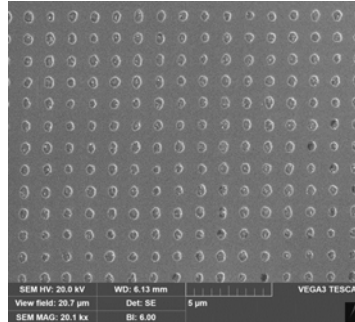 SEM HV: 20.0 kV WD: 6.13 mm VEGA3 TESCA
View field: 20.7 µm Det: SE 5 µm
SEM MAG: 20.1 kx BI: 6.00